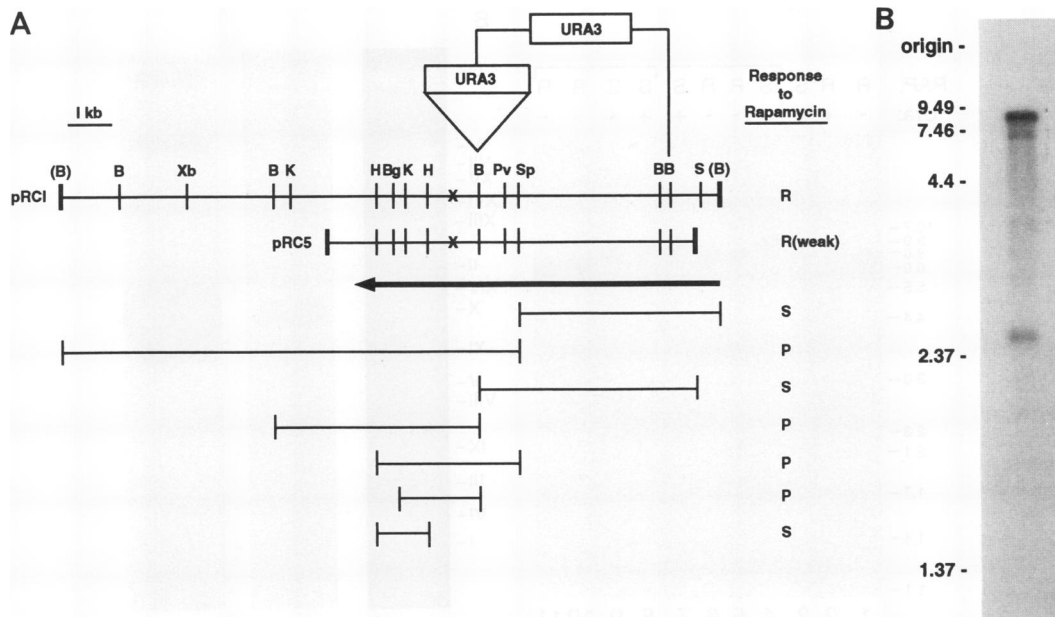 A
URA3
URA3
Response
to
Rapamycin
1 kb
(B) B Xb B K H Bg K H B Pv Sp B B S (B)
pRCI X R
pRC5 X R(weak)
S
P
S
P
P
P
S
B
origin -
9.49 -
7.46 -
4.4 -
2.37 -
1.37 -